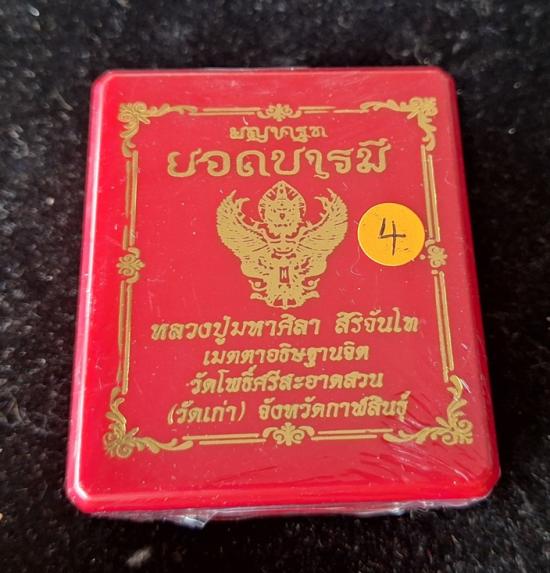 พญาครุฑ
ยอดบารมี
4
หลวงปู่มหาศิลา สิริจันโท
เมตตาอธิษฐานจิต
วัดโพธิ์ศรีสะอาดสวน
(วัดเก่า) จังหวัดกาฬสินธุ์